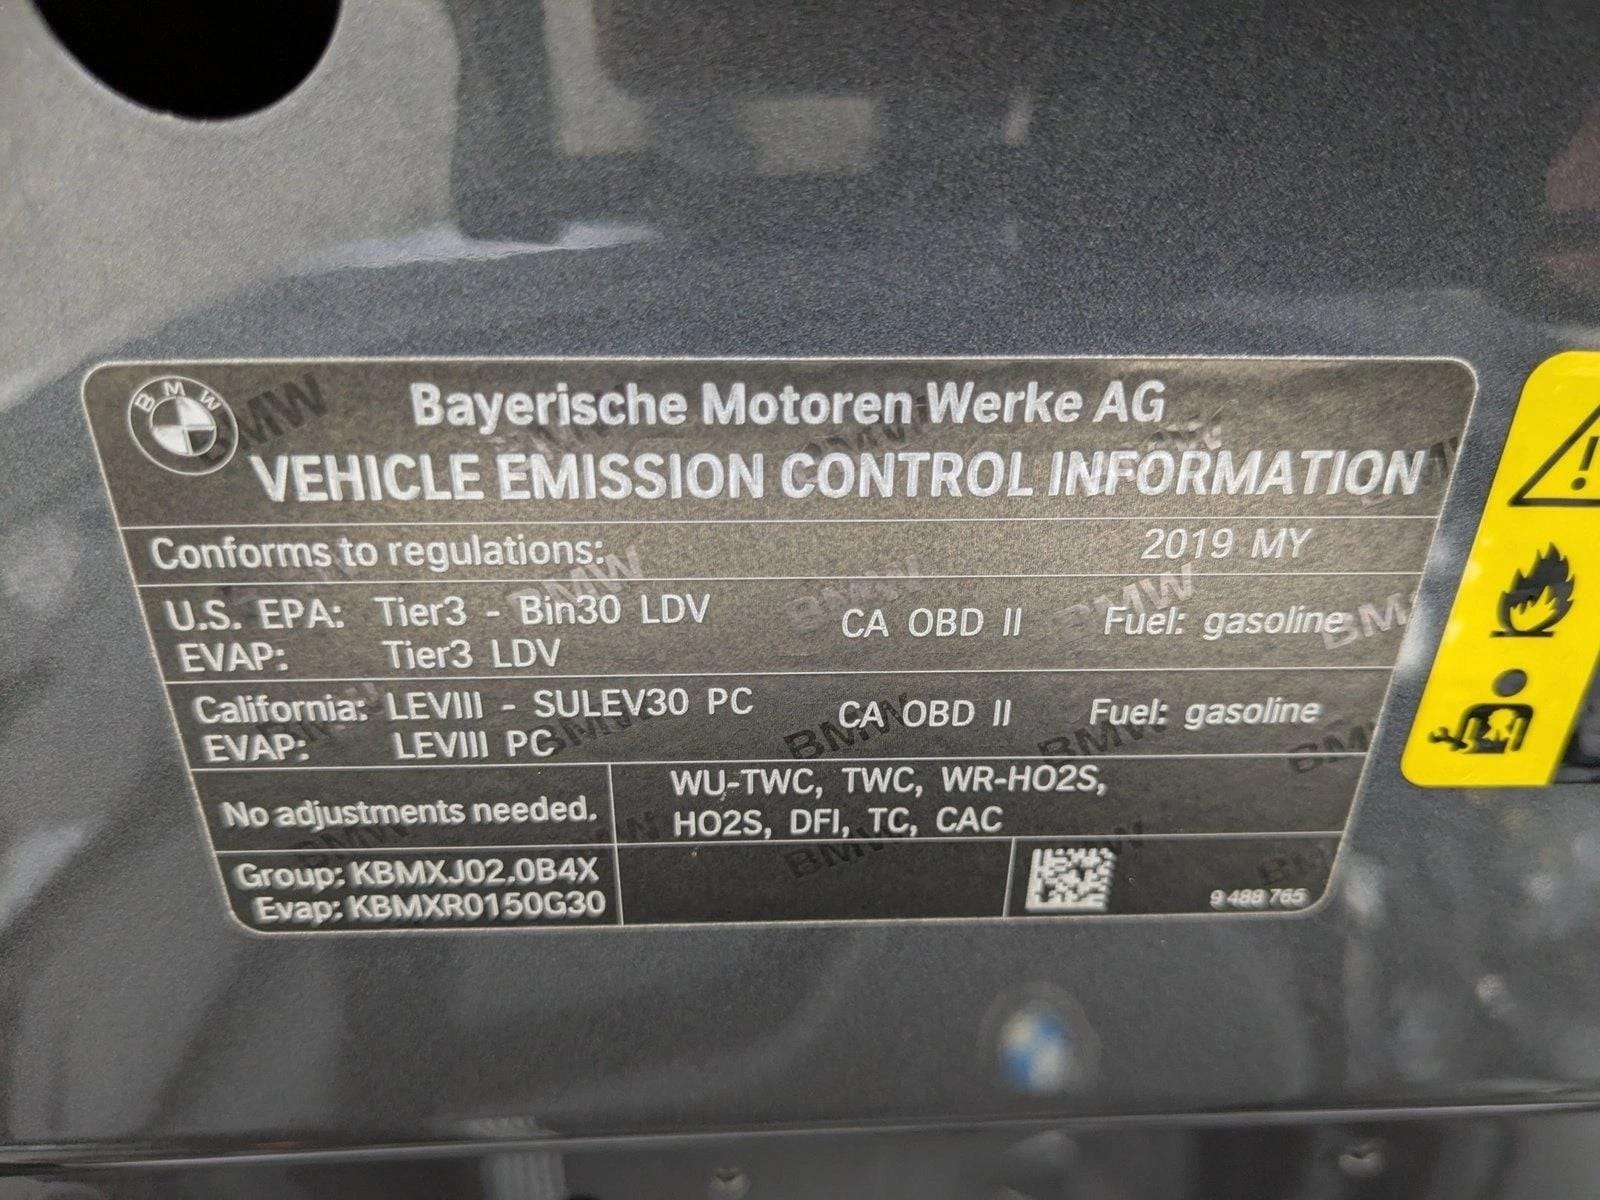 BMW
Bayerische Motoren Werke AG
VEHICLE EMISSION CONTROL INFORMATION
Conforms to regulations: 2019 MY
U.S. EPA: Tier3 - Bin30 LDV CA OBD II Fuel: gasoline
EVAP: Tier3 LDV
California: LEVIII - SULEV30 PC CA OBD II Fuel: gasoline
EVAP: LEVIII PC
No adjustments needed.
WU-TWC, TWC, WR-HO2S,
HO2S, DFI, TC, CAC
Group: KBMXJ02.0B4X
Evap: KBMXR0150G30
9 488 765